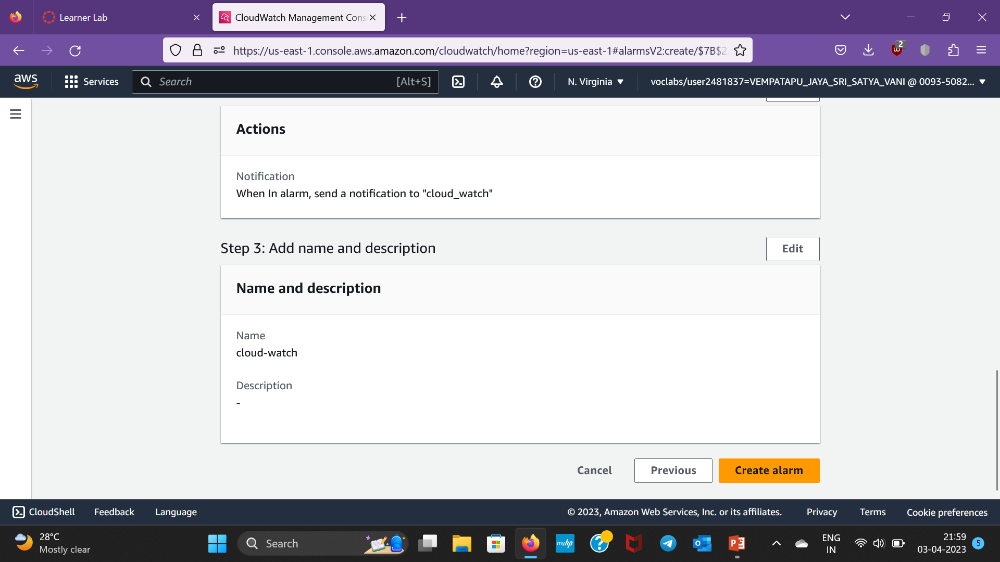 Learner Lab
CloudWatch Management Cons
2
https://us-east-1.console.aws.amazon.com/cloudwatch/home?region=us-east-1#alarmsV2:create/$7B$2
aws
Services
Search
[Alt+S]
N. Virginia
voclabs/user2481837=VEMPATAPU_JAYA_SRI_SATYA_VANI @ 0093-5082...
Actions
Notification
When In alarm, send a notification to "cloud_watch"
Step 3: Add name and description
Edit
Name and description
Name
cloud-watch
Description
-
Cancel
Previous
Create alarm
CloudShell
Feedback
Language
© 2023, Amazon Web Services, Inc. or its affiliates.
Privacy
Terms
Cookie preferences
28°C
Mostly clear
Search
myhp
ENG
IN
21:59
03-04-2023
5